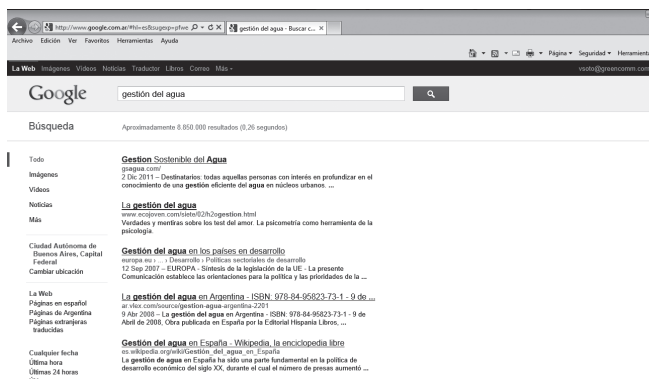 http://www.google.com.ar/#hl=es&sugexp=pfwe
gestión del agua - Buscar c...
Archivo Edición Ver Favoritos Herramientas Ayuda
Página Seguridad Herramient
La Web Imágenes Vídeos Noticias Traductor Libros Correo Más
vsoto@greencomm.com
Google
gestión del agua
Búsqueda
Aproximadamente 8.850.000 resultados (0,26 segundos)
Todo
Imágenes
Vídeos
Noticias
Más
Ciudad Autónoma de
Buenos Aires, Capital
Federal
Cambiar ubicación
La Web
Páginas en español
Páginas de Argentina
Páginas extranjeras
traducidas
Cualquier fecha
Última hora
Últimas 24 horas
Gestion Sostenible del Agua
gsagua.com/
2 Dic 2011 – Destinatarios: todas aquellas personas con interés en profundizar en el
conocimiento de una gestión eficiente del agua en núcleos urbanos. ...
La gestión del agua
www.ecojoven.com/siete/02/h2ogestion.html
Verdades y mentiras sobre los test del amor. La psicometría como herramienta de la
psicología.
Gestión del agua en los países en desarrollo
europa.eu › ... › Desarrollo › Políticas sectoriales de desarrollo
12 Sep 2007 – EUROPA - Síntesis de la legislación de la UE - La presente
Comunicación establece las orientaciones para la política y las prioridades de la ...
La gestión del agua en Argentina - ISBN: 978-84-95823-73-1 - 9 de ...
ar.vlex.com/source/gestion-agua-argentina-2201
9 Abr 2008 – La gestión del agua en Argentina - ISBN: 978-84-95823-73-1 - 9 de
Abril de 2008, Obra publicada en España por la Editorial Hispania Libros, ...
Gestión del agua en España - Wikipedia, la enciclopedia libre
es.wikipedia.org/wiki/Gestión_del_agua_en_España
La gestión de agua en España ha sido una parte fundamental en la política de
desarrollo económico del siglo XX, durante el cual el número de presas aumentó ...